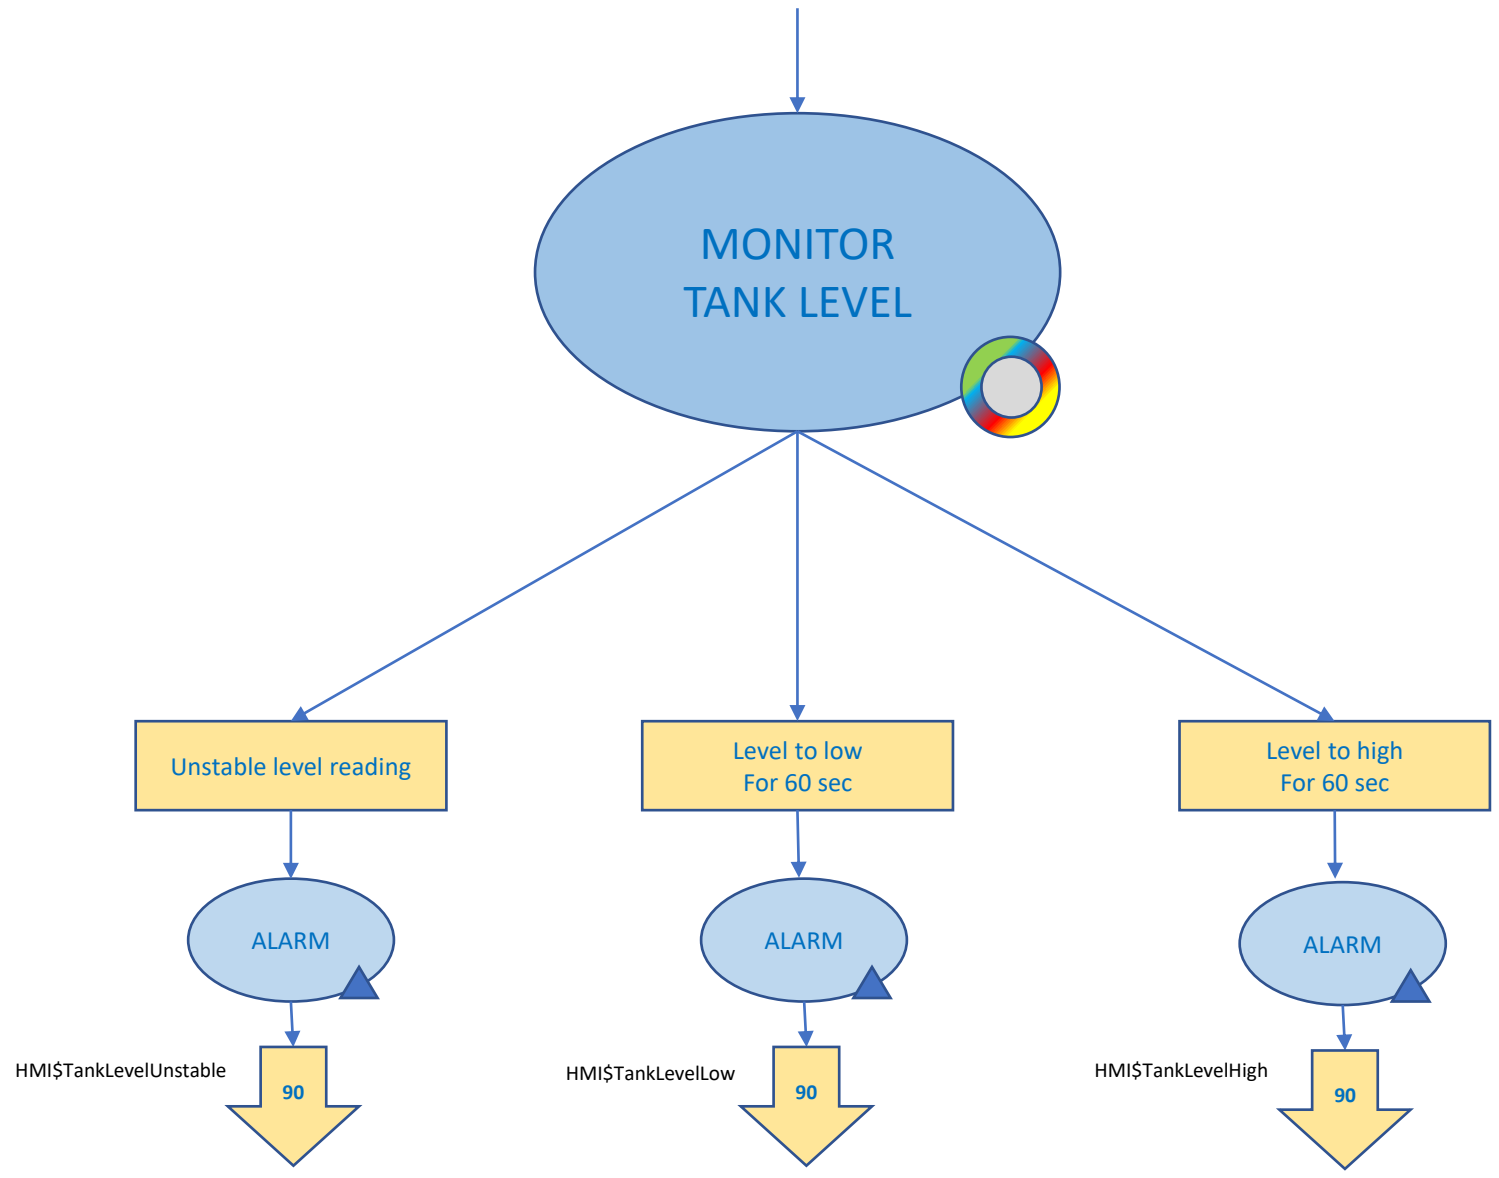 MONITOR
TANK LEVEL
Unstable level reading
Level to low
For 60 sec
Level to high
For 60 sec
ALARM
ALARM
ALARM
HMI$TankLevelUnstable
90
HMI$TankLevelLow
90
HMI$TankLevelHigh
90